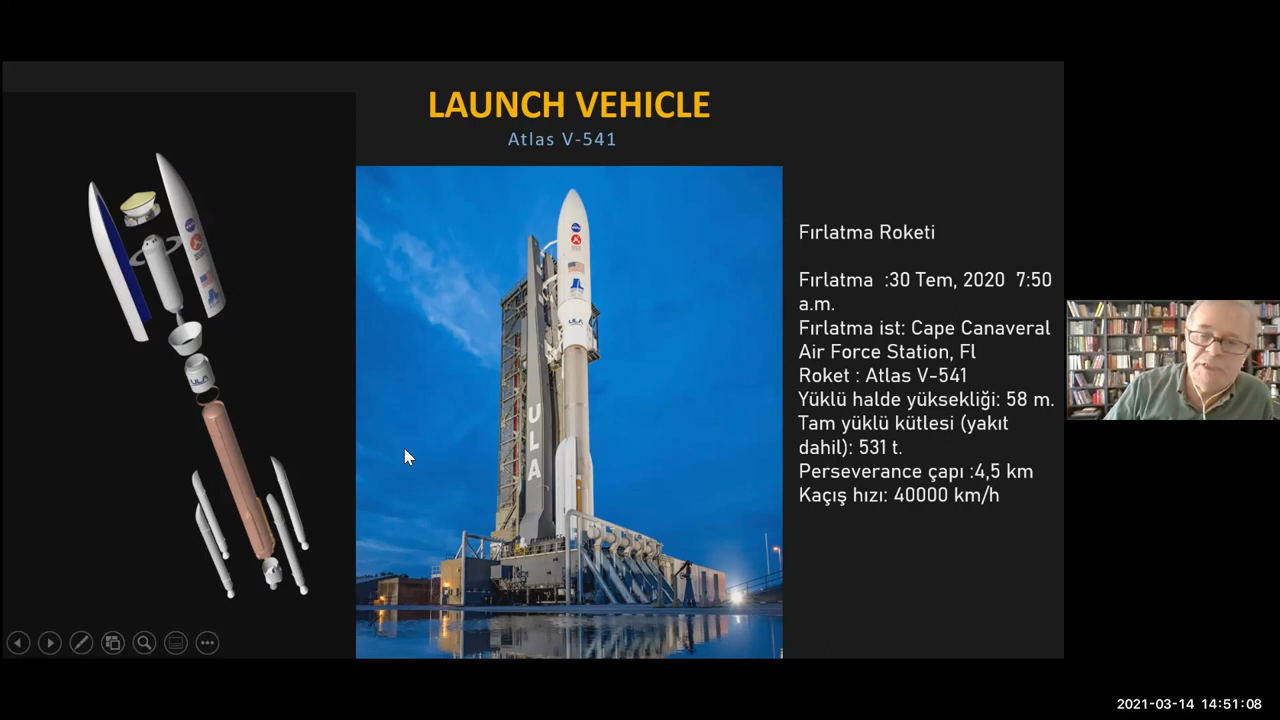 LAUNCH VEHICLE
Atlas V-541
Fırlatma Roketi
Fırlatma :30 Tem, 2020 7:50
a.m.
Fırlatma ist: Cape Canaveral
Air Force Station, Fl
Roket : Atlas V-541
Yüklü halde yüksekliği: 58 m.
Tam yüklü kütlesi (yakıt
dahil): 531 t.
Perseverance çapı :4,5 km
Kaçış hızı: 40000 km/h
ULA
ULA
ULA
2021-03-14 14:51:08